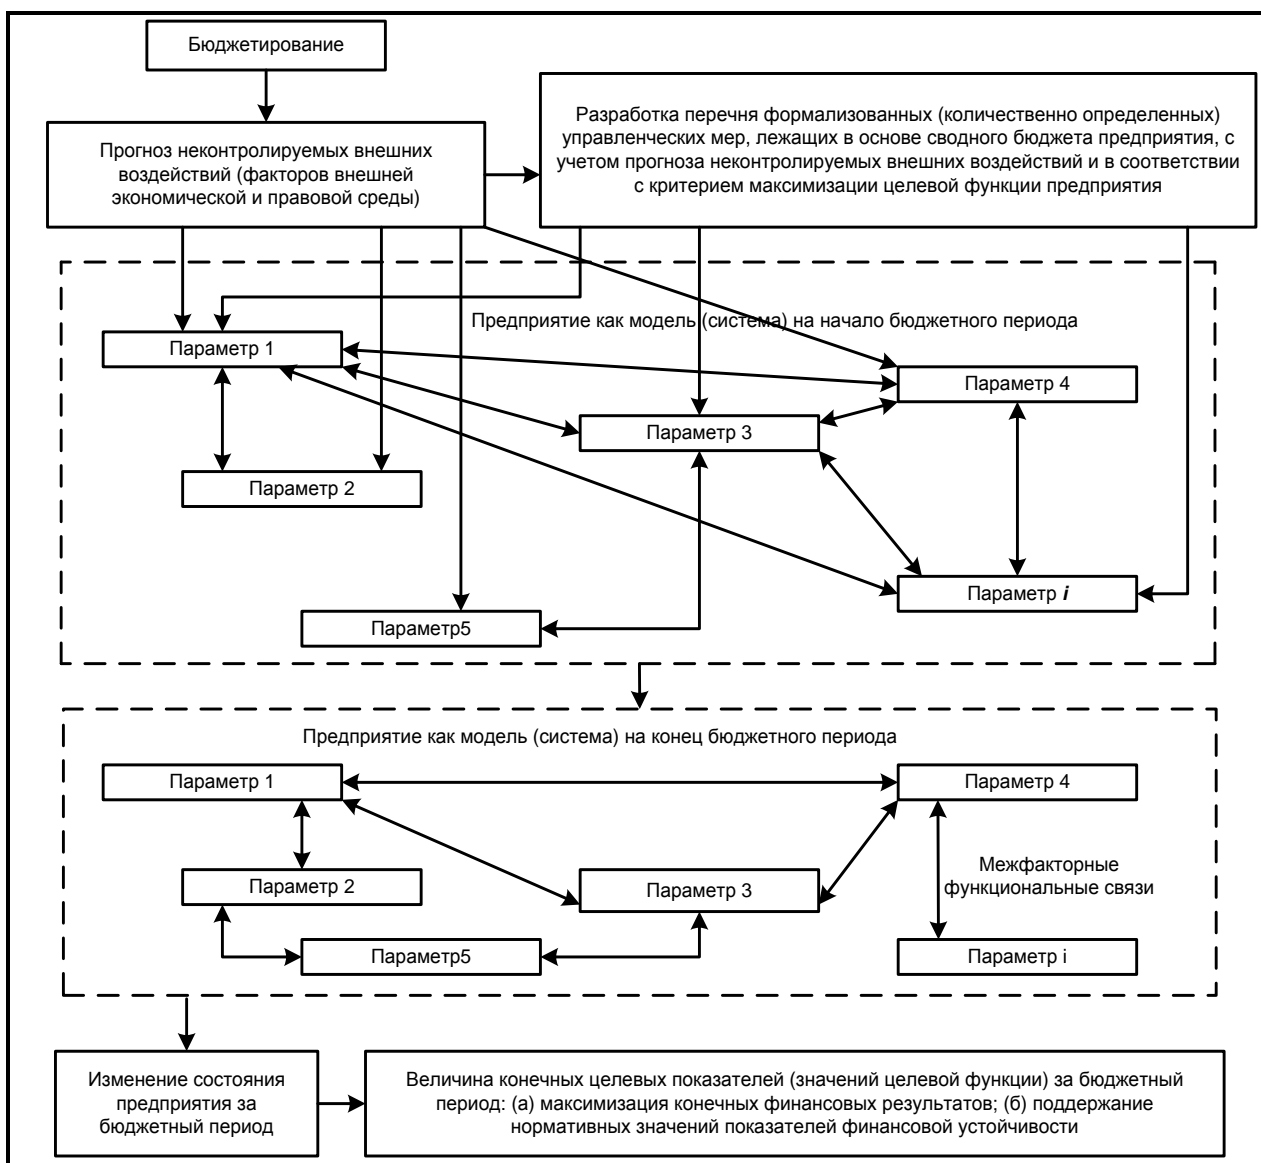 Бюджетирование
Прогноз неконтролируемых внешних
воздействий (факторов внешней
экономической и правовой среды)
Разработка перечня формализованных (количественно определенных)
управленческих мер, лежащих в основе сводного бюджета предприятия, с
учетом прогноза неконтролируемых внешних воздействий и в соответствии
с критерием максимизации целевой функции предприятия
Предприятие как модель (система) на начало бюджетного периода
Параметр 1
Параметр 4
Параметр 3
Параметр 2
Параметр i
Параметр5
Предприятие как модель (система) на конец бюджетного периода
Параметр 1
Параметр 4
Параметр 2
Параметр 3
Межфакторные
функциональные связи
Параметр5
Параметр i
Изменение состояния
предприятия за
бюджетный период
Величина конечных целевых показателей (значений целевой функции) за бюджетный
период: (а) максимизация конечных финансовых результатов; (б) поддержание
нормативных значений показателей финансовой устойчивости